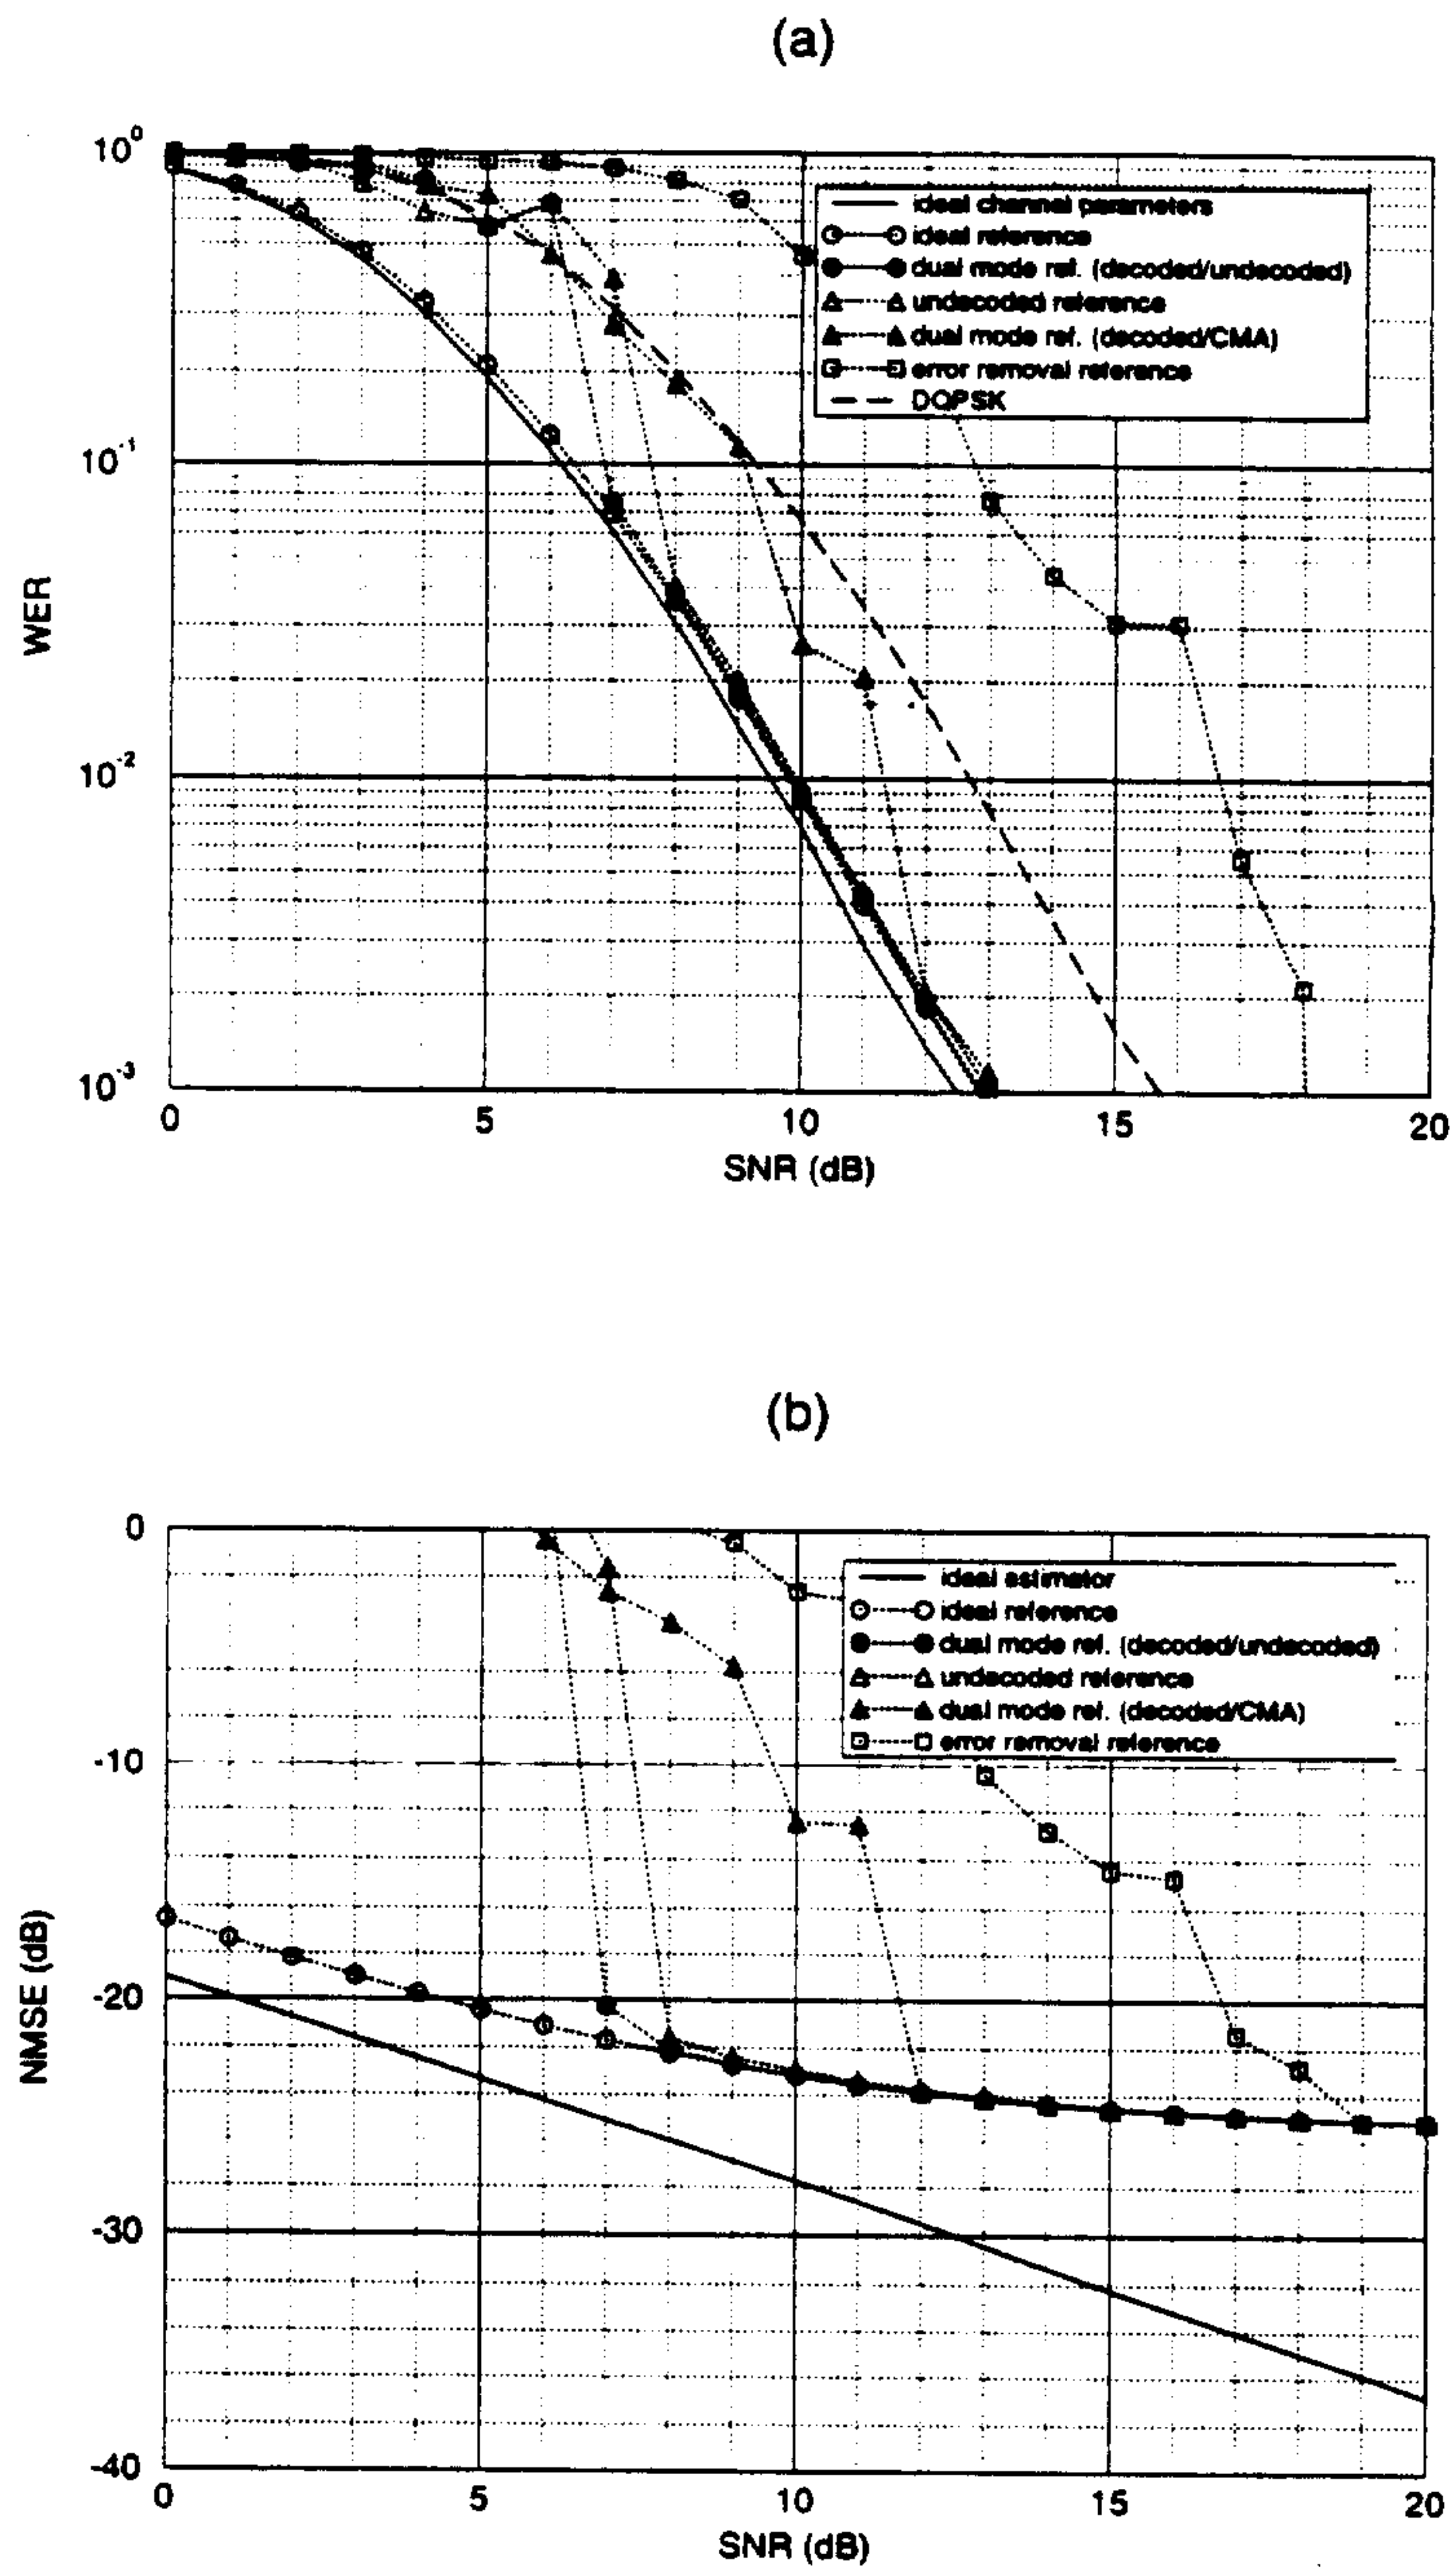 (a)
10^0
10^-1
10^-2
10^-3
WER
ideal channel parameters
ideal reference
dual mode ref. (decoded/undecoded)
undecoded reference
dual mode ref. (decoded/CMA)
error removal reference
DQPSK
0 5 10 15 20
SNR (dB)
(b)
0
-10
-20
-30
-40
NMSE (dB)
ideal estimator
ideal reference
dual mode ref. (decoded/undecoded)
undecoded reference
dual mode ref. (decoded/CMA)
error removal reference
0 5 10 15 20
SNR (dB)